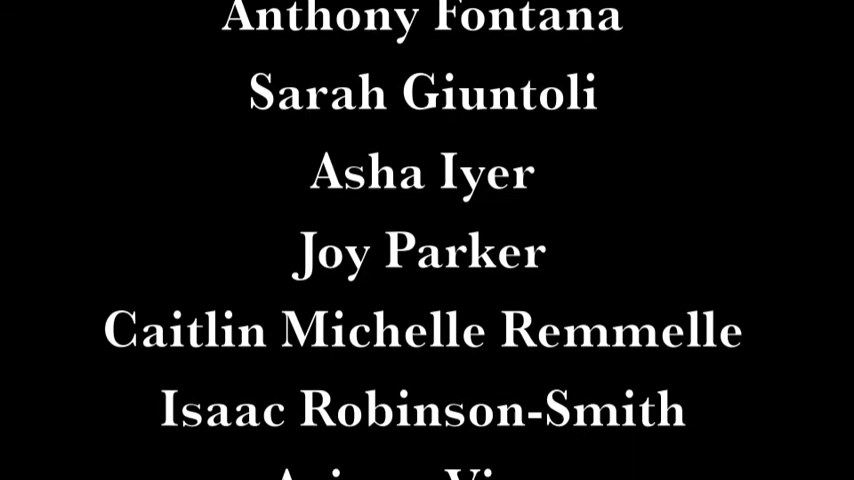 Anthony Fontana
Sarah Giuntoli
Asha Iyer
Joy Parker
Caitlin Michelle Remmelle
Isaac Robinson-Smith